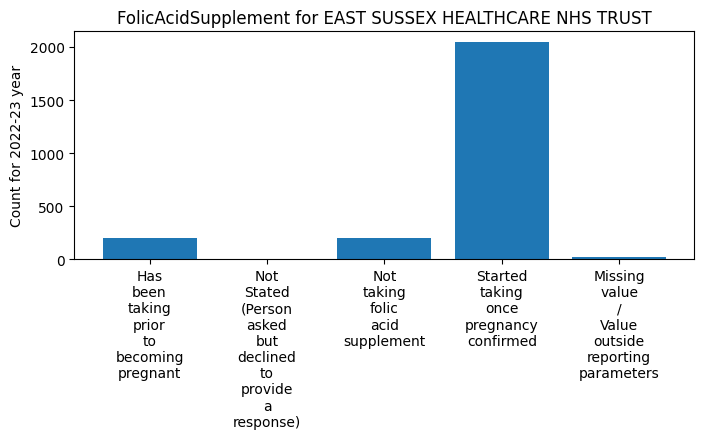 FolicAcidSupplement for EAST SUSSEX HEALTHCARE NHS TRUST
Count for 2022-23 year
2000
1500
1000
500
0
Has
been
taking
prior
to
becoming
pregnant
Not
Stated
(Person
asked
but
declined
to
provide
a
response)
Not
taking
folic
acid
supplement
Started
taking
once
pregnancy
confirmed
Missing
value
/
Value
outside
reporting
parameters